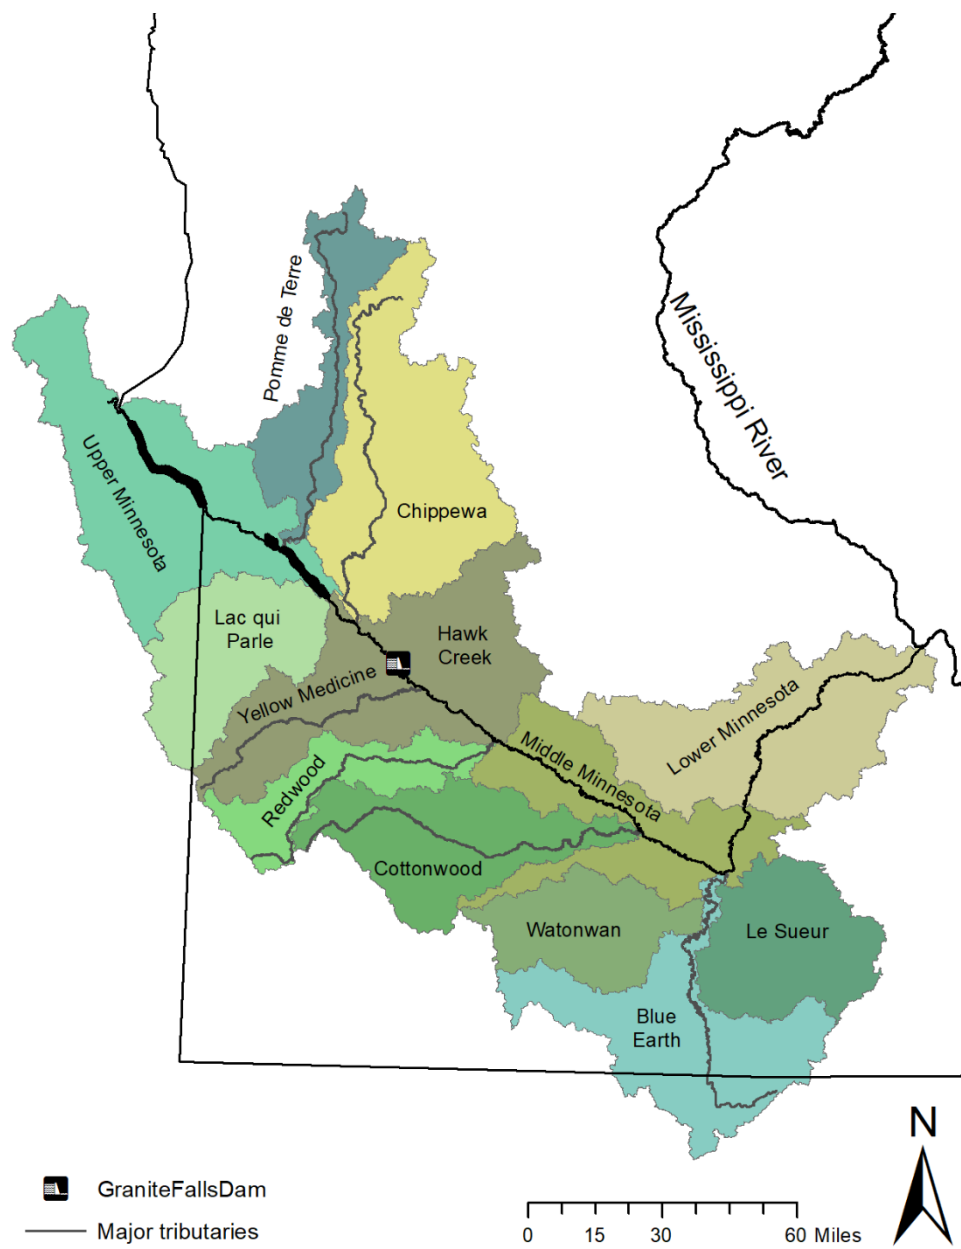 Pomme de Terre
Mississippi River
Upper Minnesota
Chippewa
Lac qui
Parle
Hawk
Creek
Yellow Medicine
Lower Minnesota
Middle Minnesota
Redwood
Cottonwood
Watonwan
Le Sueur
Blue
Earth
N
GraniteFallsDam
Major tributaries
0 15 30 60 Miles